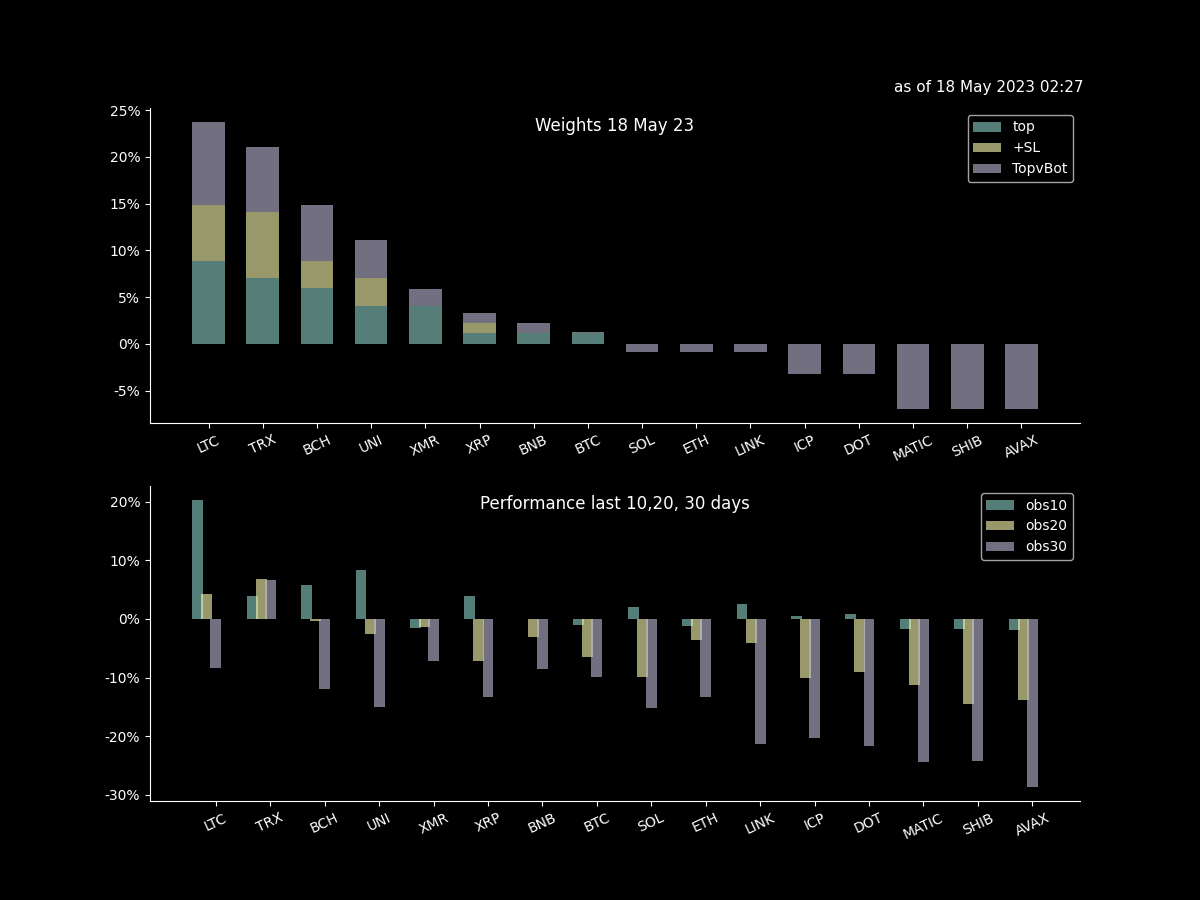 as of 18 May 2023 02:27
Weights 18 May 23
top
+SL
TopvBot
25%
20%
15%
10%
5%
0%
-5%
LTC TRX BCH UNI XMR XRP BNB BTC SOL ETH LINK ICP DOT MATIC SHIB AVAX
Performance last 10,20, 30 days
obs10
obs20
obs30
20%
10%
0%
-10%
-20%
-30%
LTC TRX BCH UNI XMR XRP BNB BTC SOL ETH LINK ICP DOT MATIC SHIB AVAX